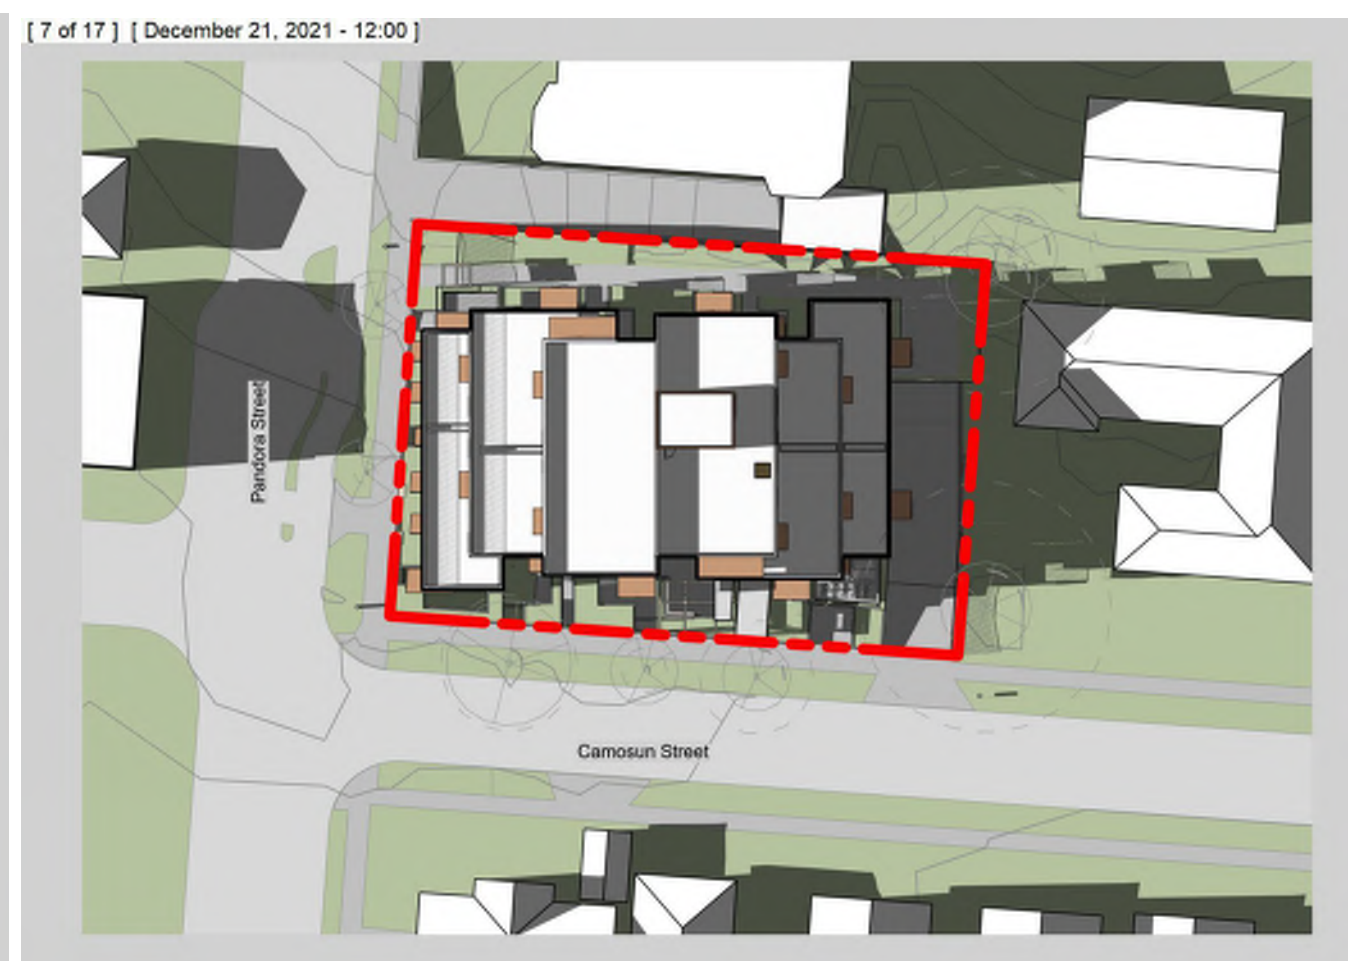 [ 7 of 17 ] [ December 21, 2021 - 12:00 ]
Pandora Street
Camosun Street